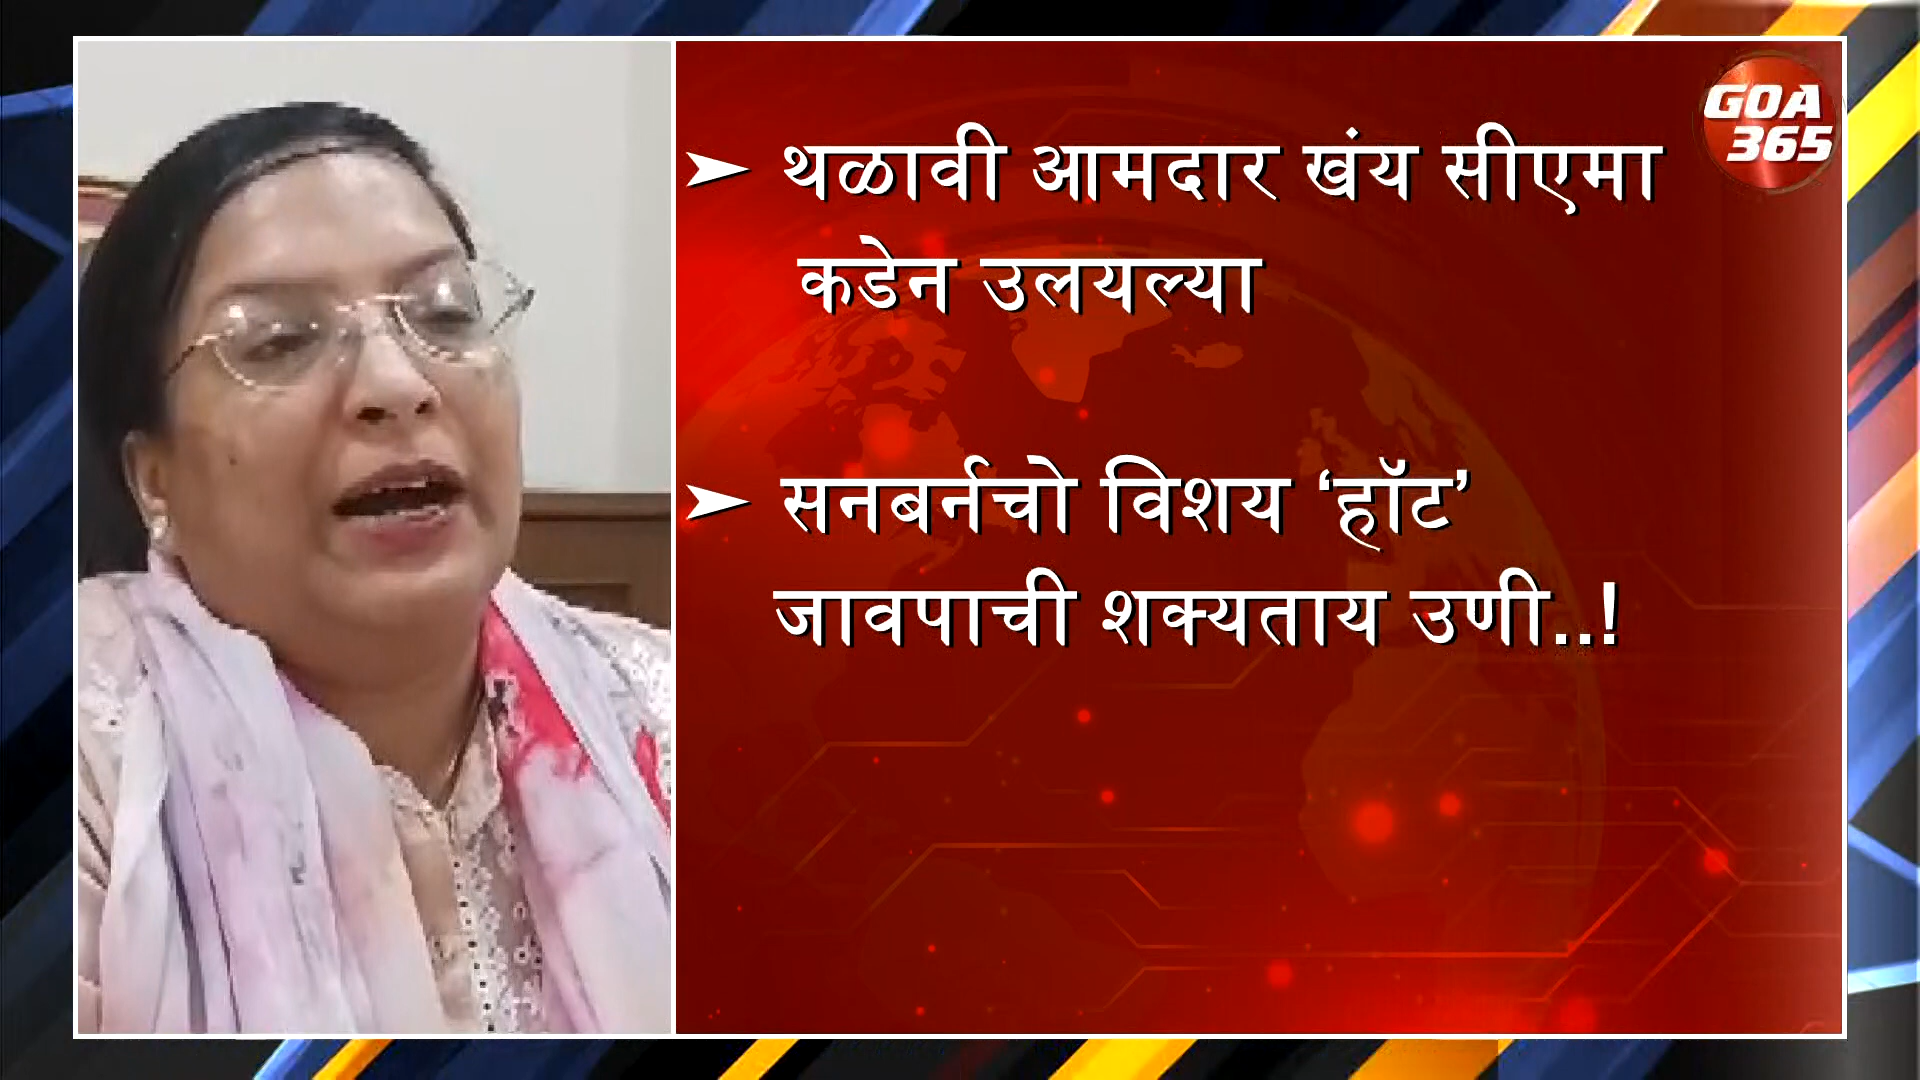 GOA
365
थळावी आमदार खंय सीएमा
कडेन उलयल्या
सनबर्नचो विशय ‘हॉट’
जावपाची शक्यताय उणी..!